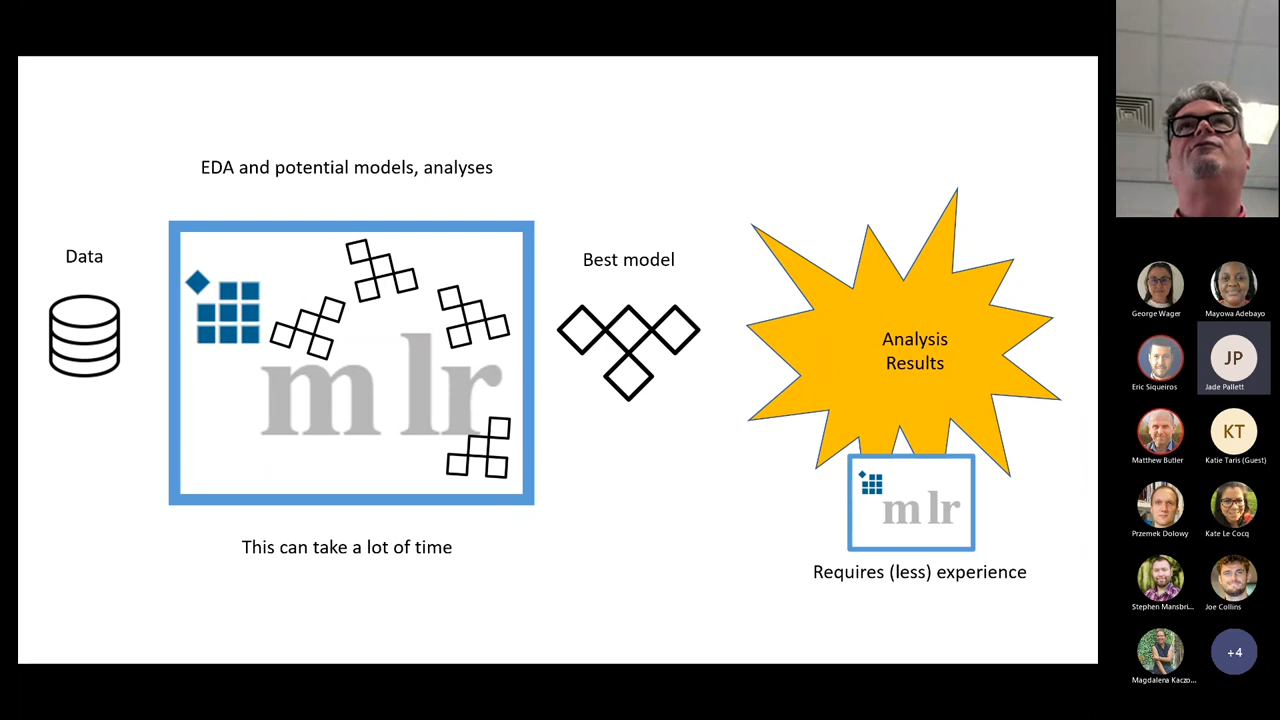 EDA and potential models, analyses
Data
mlr
This can take a lot of time
Best model
Analysis
Results
mlr
Requires (less) experience
George Wager
Mayowa Adebayo
Eric Siqueiros
JP
Jade Pallett
Matthew Butler
KT
Katie Taris (Guest)
Przemek Dolowy
Kate Le Cocq
Stephen Mansbri...
Joe Collins
Magdalena Kaczo...
+4